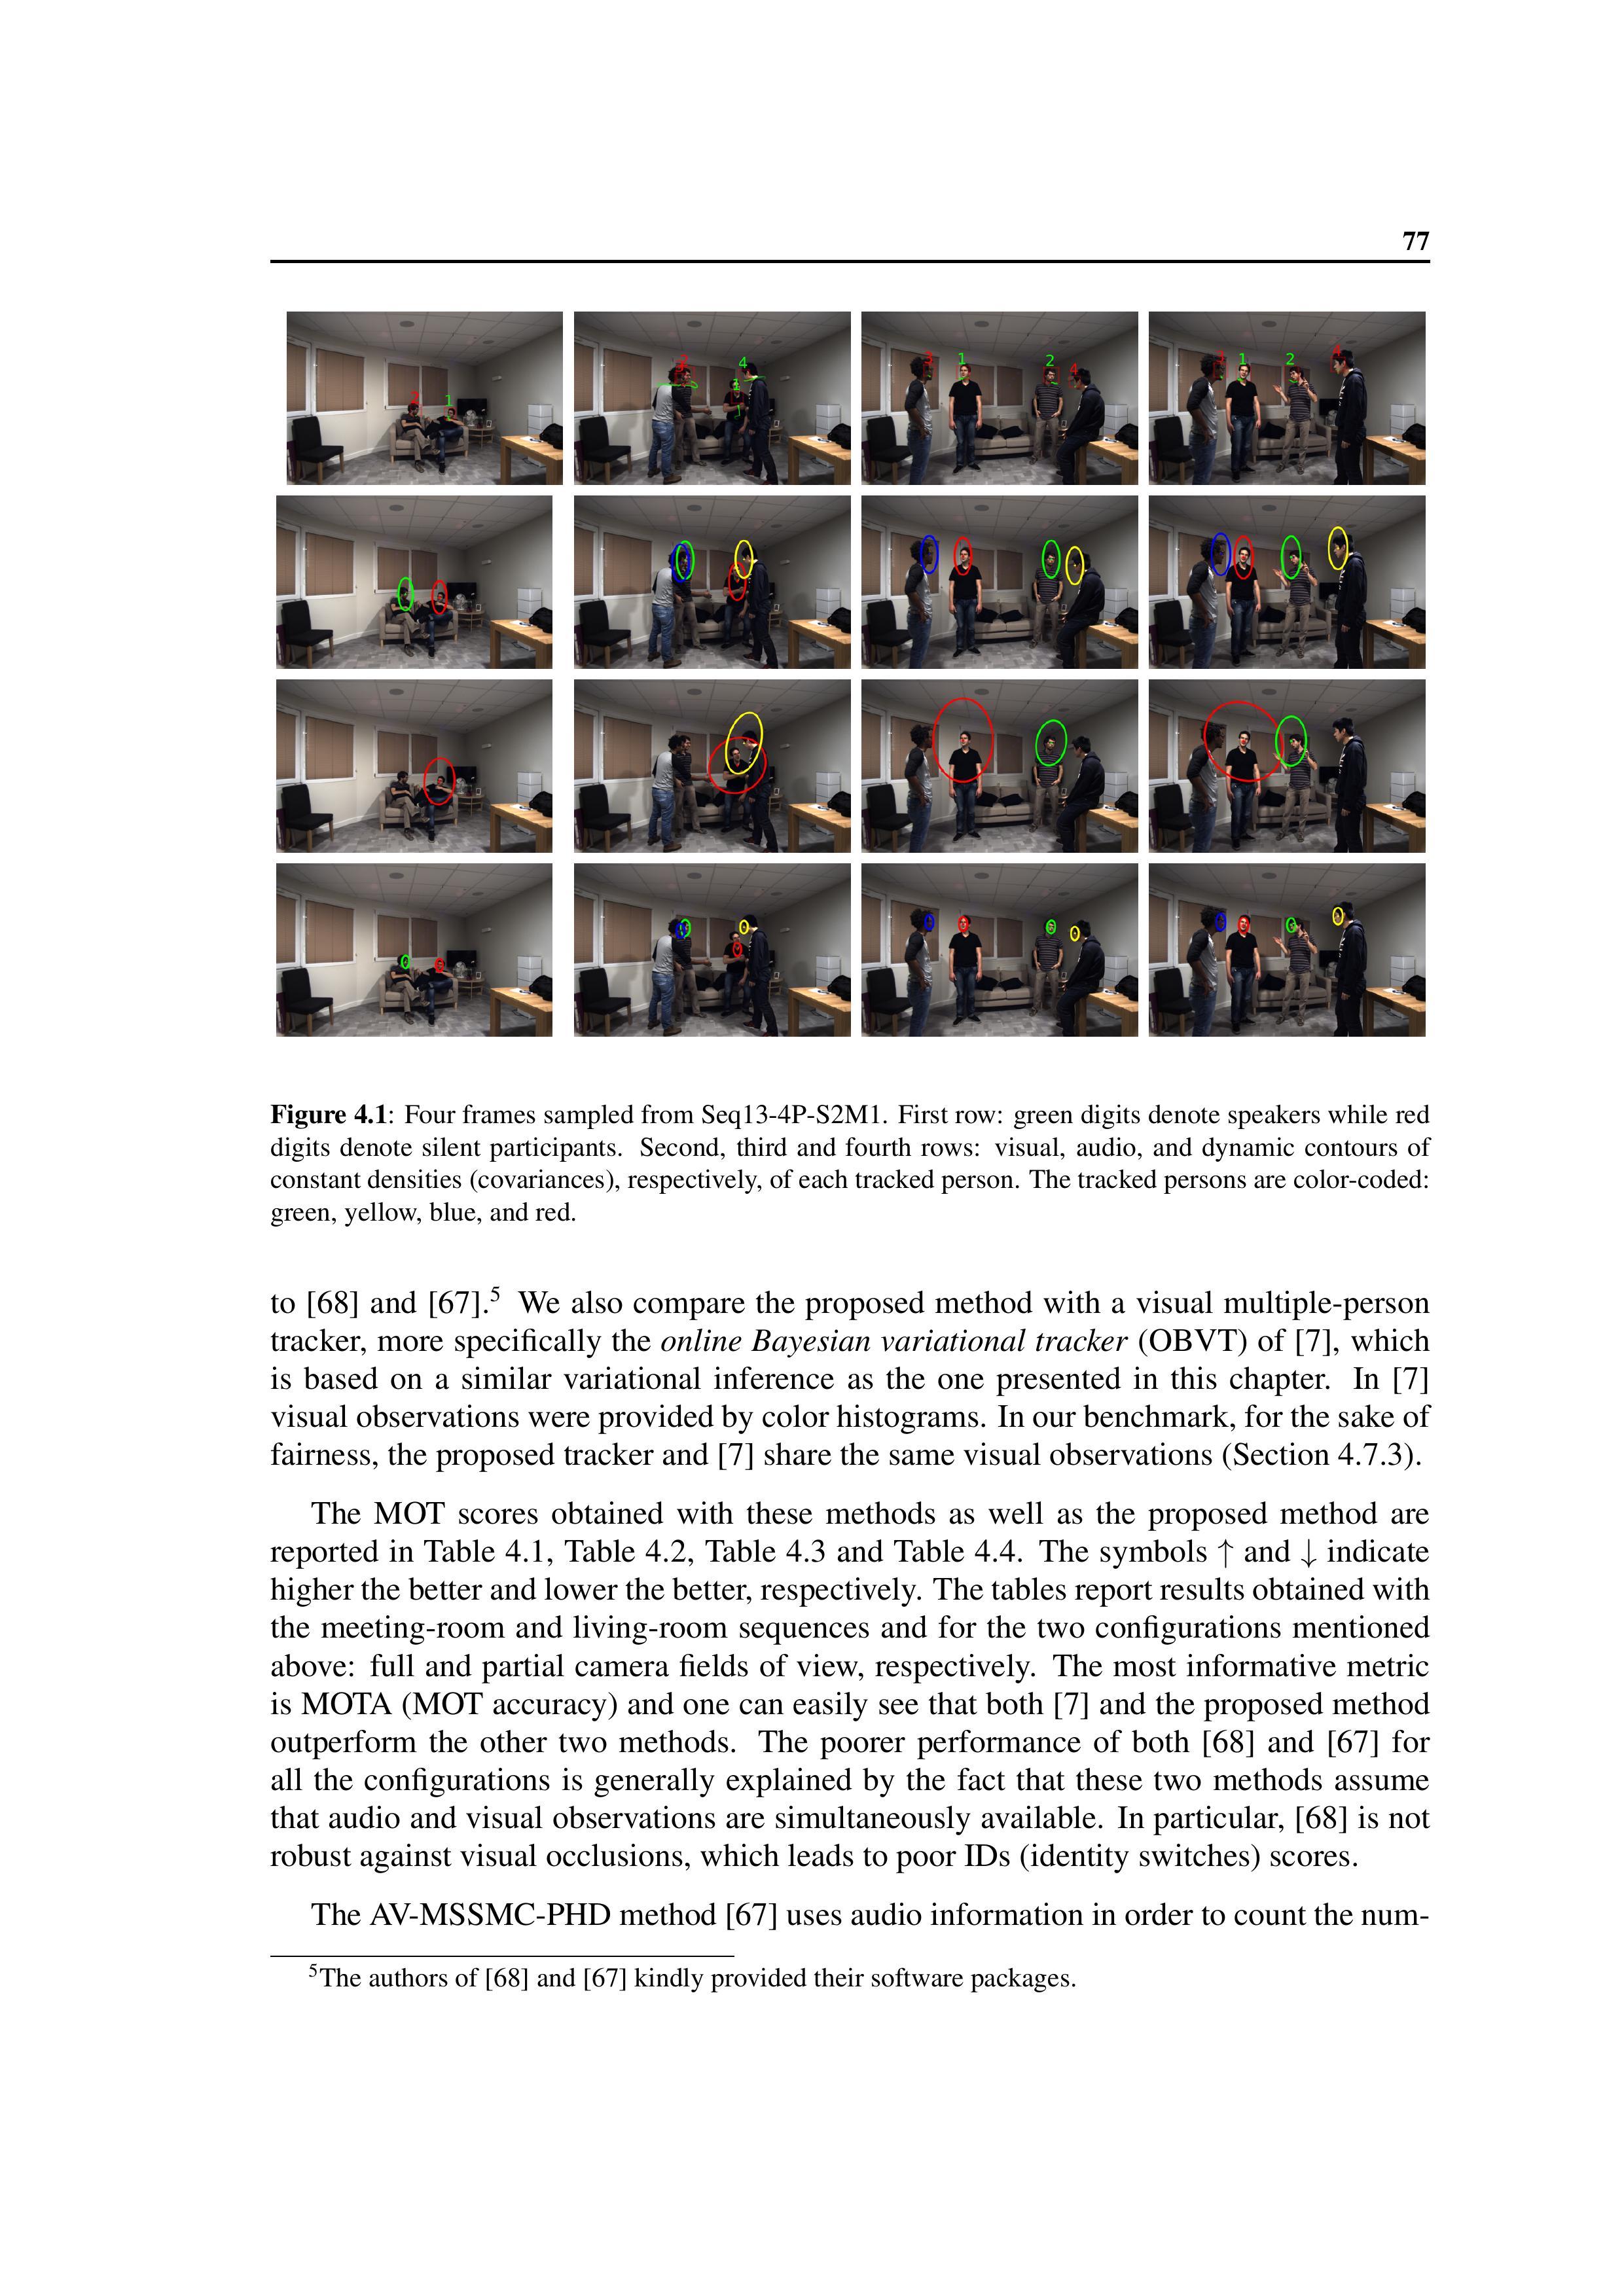 77
2 1
3 2 4 1
3 1 2 4
3 1 2 4
Figure 4.1: Four frames sampled from Seq13-4P-S2M1. First row: green digits denote speakers while red
digits denote silent participants. Second, third and fourth rows: visual, audio, and dynamic contours of
constant densities (covariances), respectively, of each tracked person. The tracked persons are color-coded:
green, yellow, blue, and red.
to [68] and [67].⁵ We also compare the proposed method with a visual multiple-person
tracker, more specifically the online Bayesian variational tracker (OBVT) of [7], which
is based on a similar variational inference as the one presented in this chapter. In [7]
visual observations were provided by color histograms. In our benchmark, for the sake of
fairness, the proposed tracker and [7] share the same visual observations (Section 4.7.3).
The MOT scores obtained with these methods as well as the proposed method are
reported in Table 4.1, Table 4.2, Table 4.3 and Table 4.4. The symbols ↑ and ↓ indicate
higher the better and lower the better, respectively. The tables report results obtained with
the meeting-room and living-room sequences and for the two configurations mentioned
above: full and partial camera fields of view, respectively. The most informative metric
is MOTA (MOT accuracy) and one can easily see that both [7] and the proposed method
outperform the other two methods. The poorer performance of both [68] and [67] for
all the configurations is generally explained by the fact that these two methods assume
that audio and visual observations are simultaneously available. In particular, [68] is not
robust against visual occlusions, which leads to poor IDs (identity switches) scores.
The AV-MSSMC-PHD method [67] uses audio information in order to count the num-
⁵The authors of [68] and [67] kindly provided their software packages.